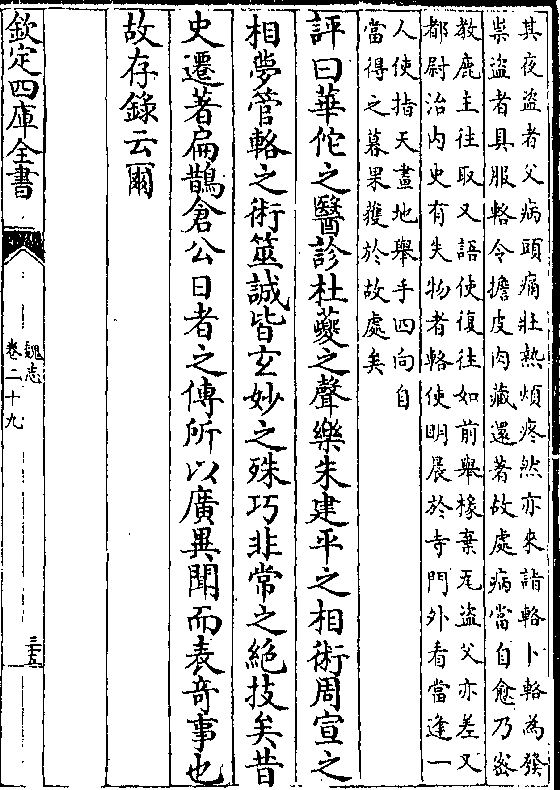 其夜盜者父病頭痛壯熱煩疼然亦來詣輅卜輅為發
祟盜者具服輅令擔皮肉藏還著故處病當自愈乃密
教鹿主往取又語使復往如前舉椽棄瓦盜父亦差又
都尉治內史有失物者輅使明晨於寺門外看當逢一
人使指天畫地舉手四向自
當得之暮果獲於故處矣
評曰華佗之醫診杜夔之聲樂朱建平之相術周宣之
相夢管輅之術筮誠皆玄妙之殊巧非常之絕技矣昔
史遷著扁鵲倉公日者之傳所以廣異聞而表奇事也
故存錄云爾
欽定四庫全書
魏志
卷二十九
三五